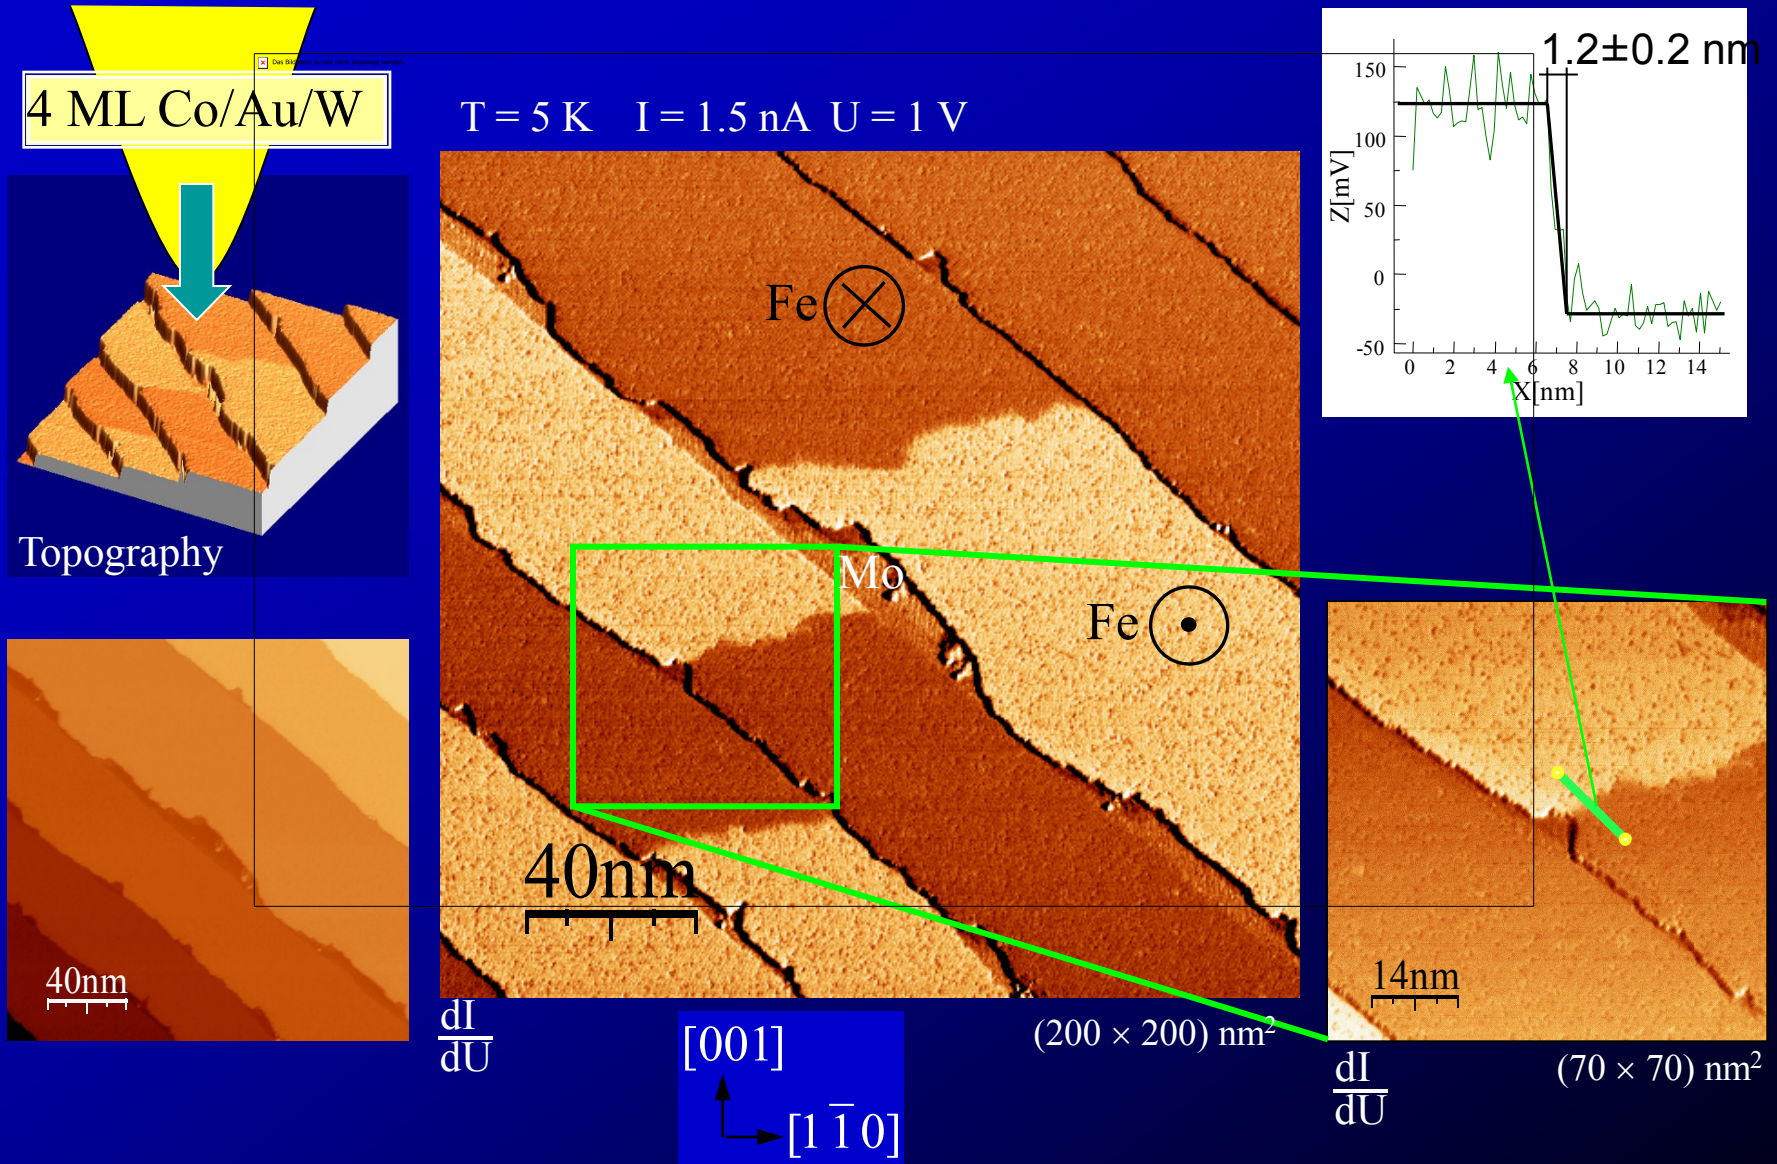 4 ML Co/Au/W
T = 5 K I = 1.5 nA U = 1 V
1.2±0.2 nm
Z[mV]
150
100
50
0
-50
0 2 4 6 8 10 12 14
X[nm]
Fe
Topography
Mo
Fe
40nm
40nm
14nm
dI
dU
(200 × 200) nm²
[001]
[1 1̅ 0]
dI
dU
(70 × 70) nm²